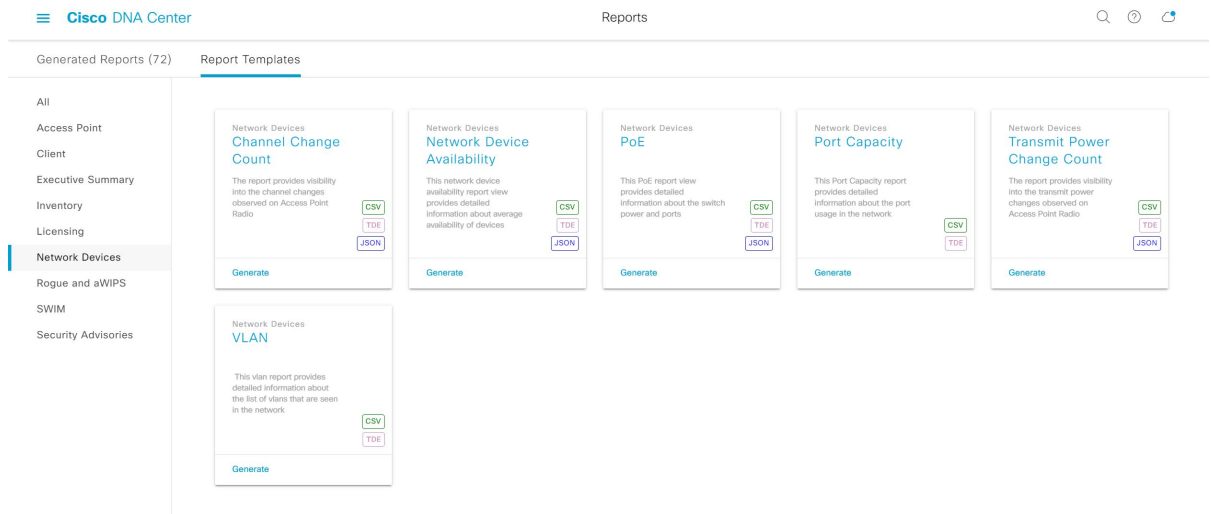 Cisco DNA Center
Reports
Generated Reports (72)
Report Templates
All
Access Point
Client
Executive Summary
Inventory
Licensing
Network Devices
Rogue and aWIPS
SWIM
Security Advisories
Network Devices
Channel Change
Count
The report provides visibility
into the channel changes
observed on Access Point
Radio
CSV
TDE
JSON
Generate
Network Devices
Network Device
Availability
This network device
availability report view
provides detailed
information about average
availability of devices
CSV
TDE
JSON
Generate
Network Devices
PoE
This PoE report view
provides detailed
information about the switch
power and ports
CSV
TDE
JSON
Generate
Network Devices
Port Capacity
This Port Capacity report
provides detailed
information about the port
usage in the network
CSV
TDE
Generate
Network Devices
Transmit Power
Change Count
The report provides visibility
into the transmit power
changes observed on
Access Point Radio
CSV
TDE
JSON
Generate
Network Devices
VLAN
This vlan report provides
detailed information about
the list of vlans that are seen
in the network
CSV
TDE
Generate